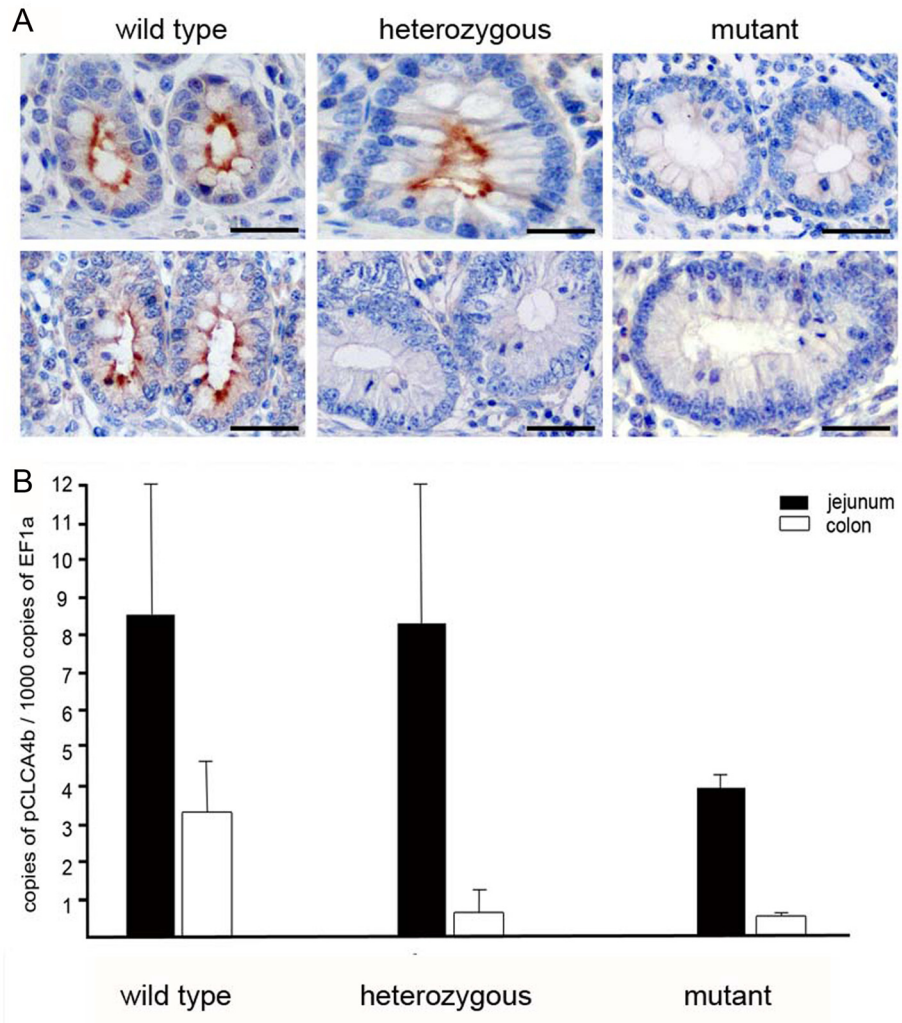 A
wild type heterozygous mutant
B
copies of pCLCA4b / 1000 copies of EF1a
12
11
10
9
8
7
6
5
4
3
2
1
jejunum
colon
wild type heterozygous mutant